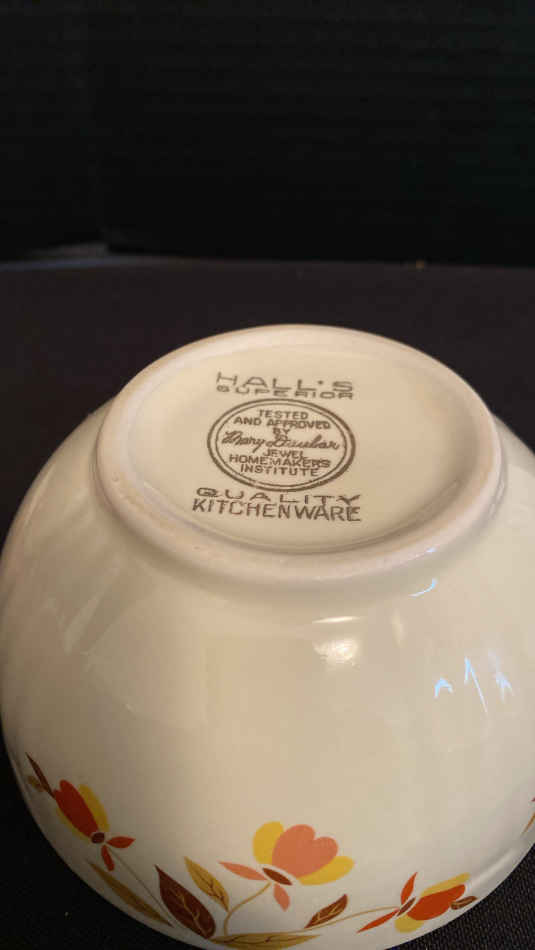 HALL'S
SUPERIOR
TESTED
AND APPROVED
BY
Mary Dunbar
JEWEL
HOMEMAKERS
INSTITUTE
QUALITY
KITCHENWARE